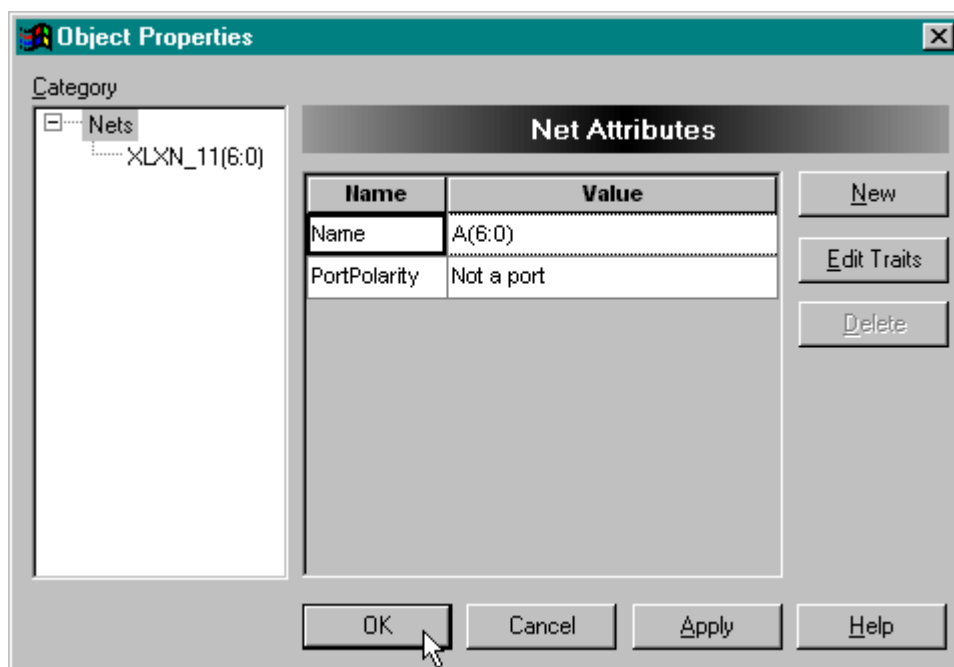 Object Properties
Category
Nets
XLXN_11(6:0)
Net Attributes
Name Value
Name A(6:0)
PortPolarity Not a port
New
Edit Traits
Delete
OK Cancel Apply Help